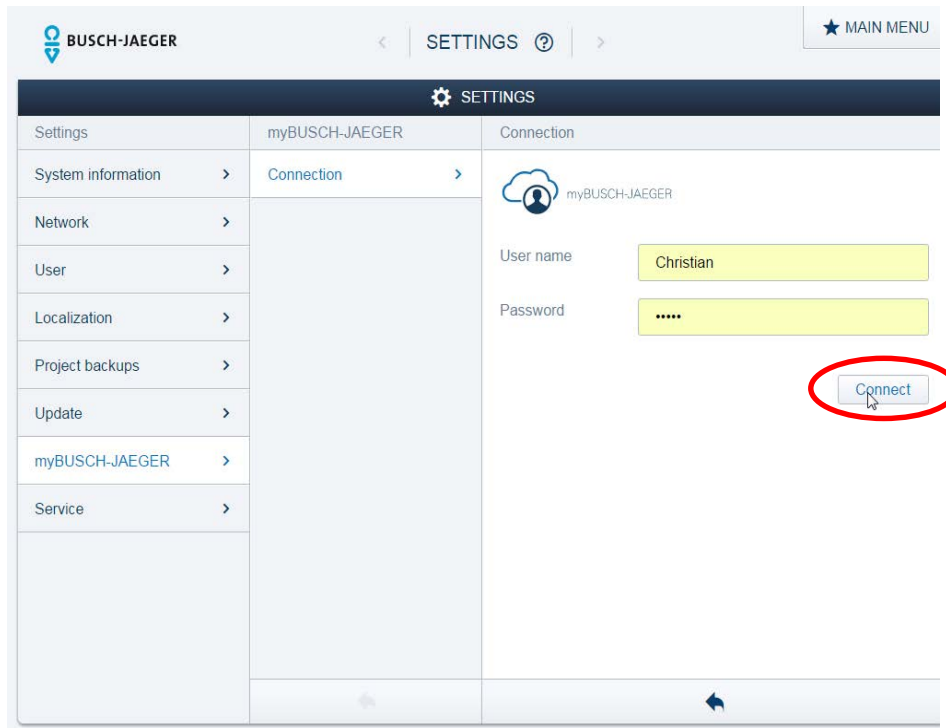 BUSCH-JAEGER
SETTINGS ?
MAIN MENU
SETTINGS
Settings
myBUSCH-JAEGER
Connection
System information
Connection
myBUSCH-JAEGER
Network
User
User name
Christian
Localization
Password
•••••
Project backups
Connect
Update
myBUSCH-JAEGER
Service